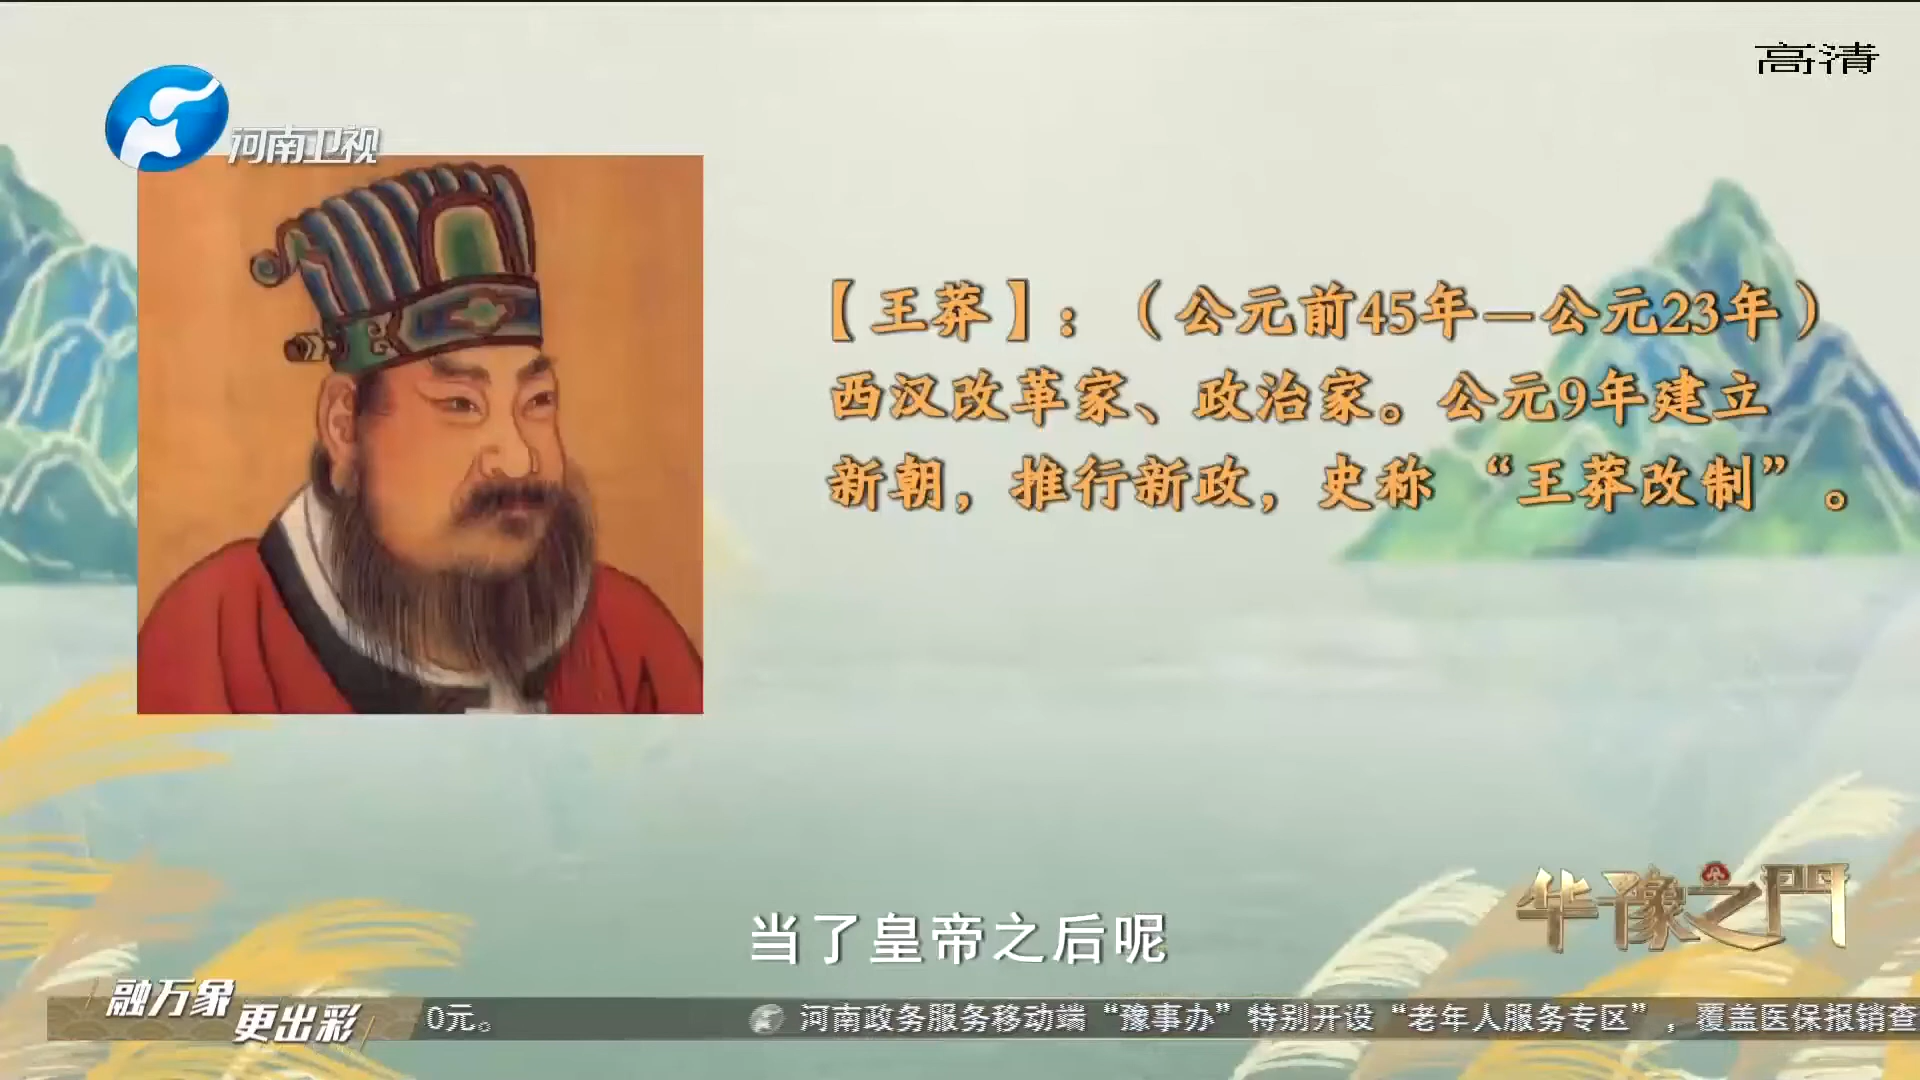 高清
河南卫视
【王莽】：（公元前45年—公元23年）
西汉改革家、政治家。公元9年建立
新朝，推行新政，史称 “王莽改制”。
华豫之門
当了皇帝之后呢
融万象
更出彩
0元。 河南政务服务移动端“豫事办”特别开设“老年人服务专区”，覆盖医保报销查